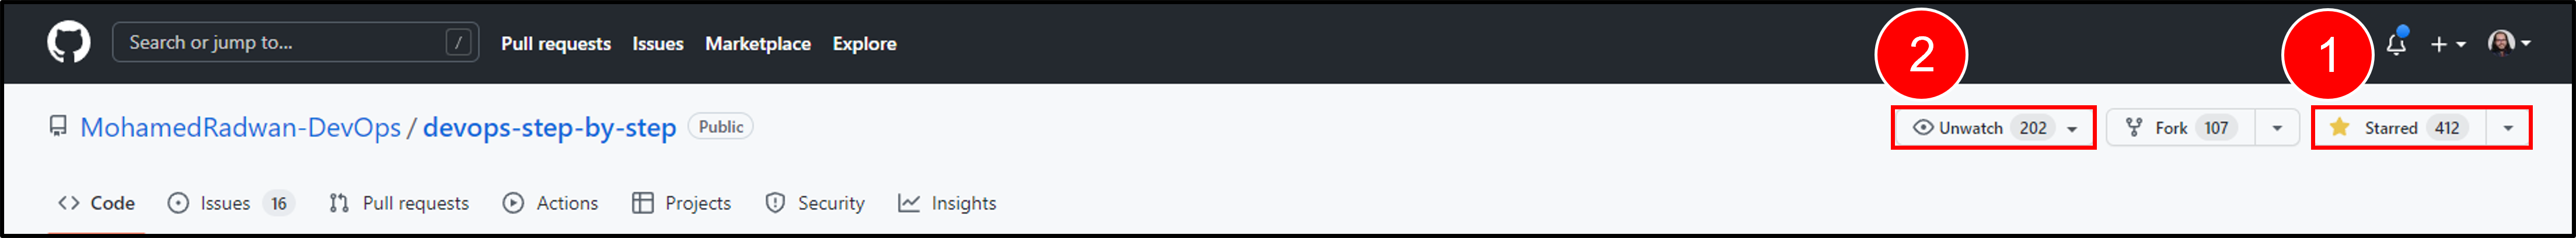 Search or jump to... / Pull requests Issues Marketplace Explore 2 1
MohamedRadwan-DevOps / devops-step-by-step Public Unwatch 202 Fork 107 Starred 412
Code Issues 16 Pull requests Actions Projects Security Insights